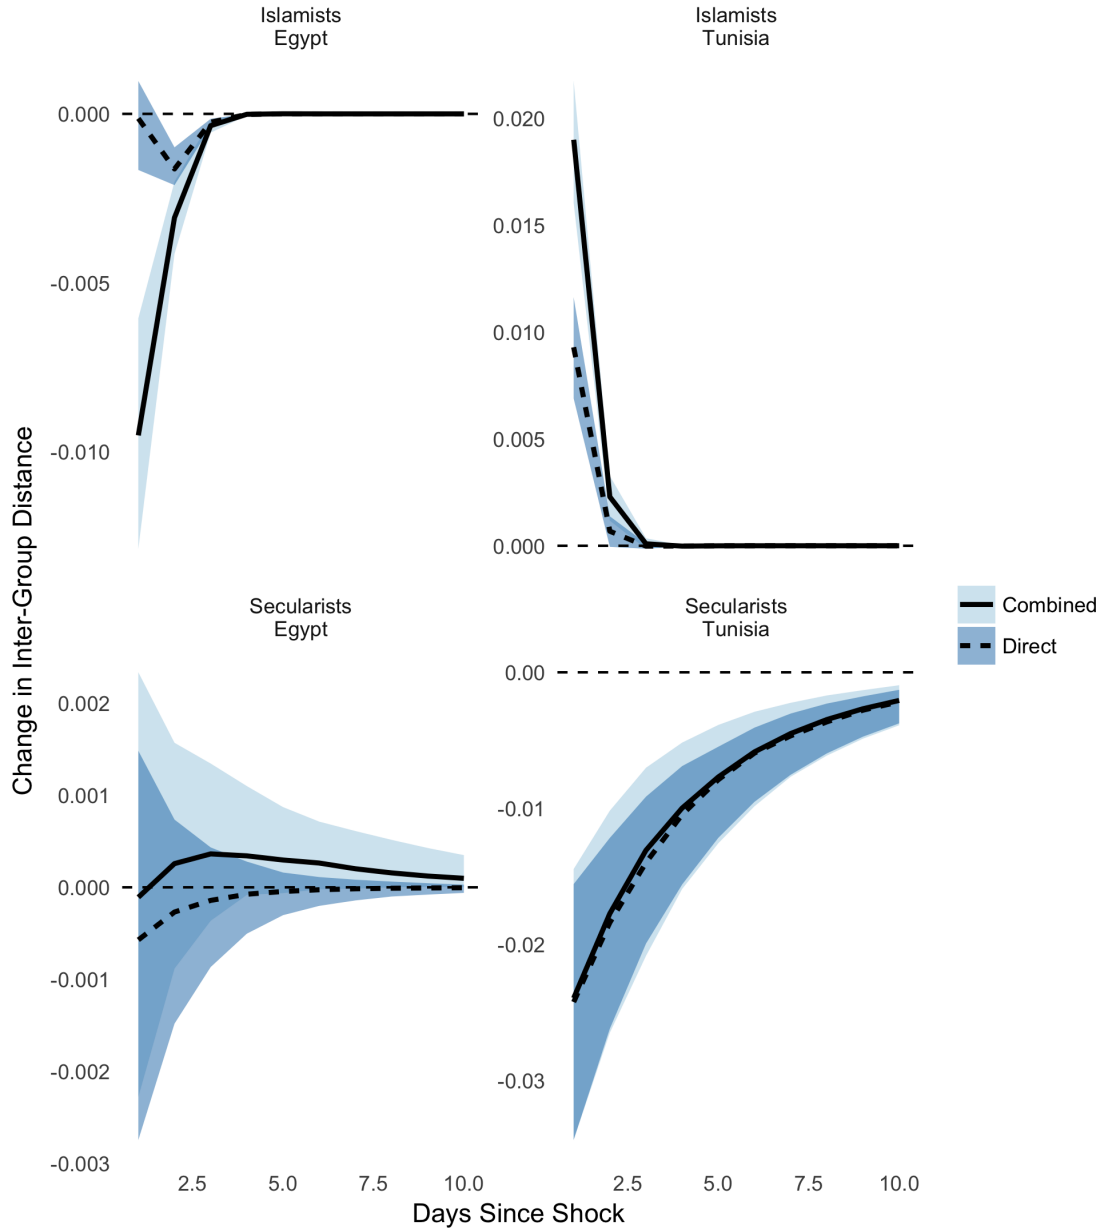 Islamists
Egypt
Islamists
Tunisia
0.000
-0.005
-0.010
0.020
0.015
0.010
0.005
0.000
Change in Inter-Group Distance
Secularists
Egypt
Secularists
Tunisia
0.002
0.001
0.000
-0.001
-0.002
-0.003
0.00
-0.01
-0.02
-0.03
2.5 5.0 7.5 10.0
2.5 5.0 7.5 10.0
Days Since Shock
Combined
Direct